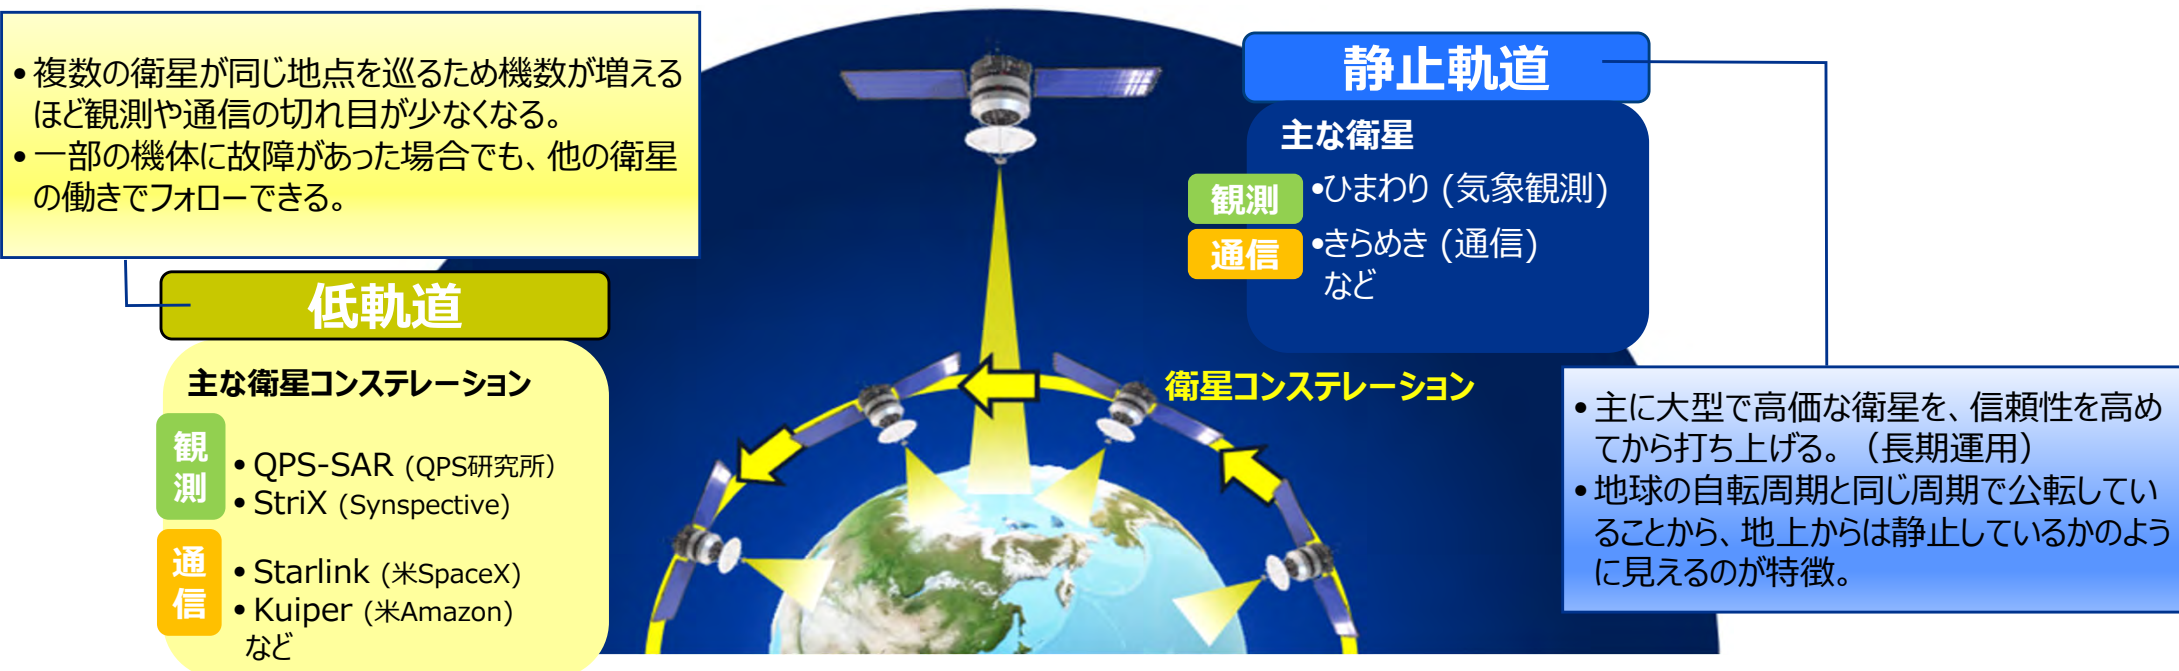 •複数の衛星が同じ地点を巡るため機数が増える
ほど観測や通信の切れ目が少なくなる。
•一部の機体に故障があった場合でも、他の衛星
の働きでフォローできる。
低軌道
主な衛星コンステレーション
観測
•QPS-SAR (QPS研究所)
•StriX (Synspective)
通信
•Starlink (米SpaceX)
•Kuiper (米Amazon)
など
静止軌道
主な衛星
観測 •ひまわり (気象観測)
通信 •きらめき (通信)
など
衛星コンステレーション
•主に大型で高価な衛星を、信頼性を高め
てから打ち上げる。（長期運用）
•地球の自転周期と同じ周期で公転してい
ることから、地上からは静止しているかのよう
に見えるのが特徴。